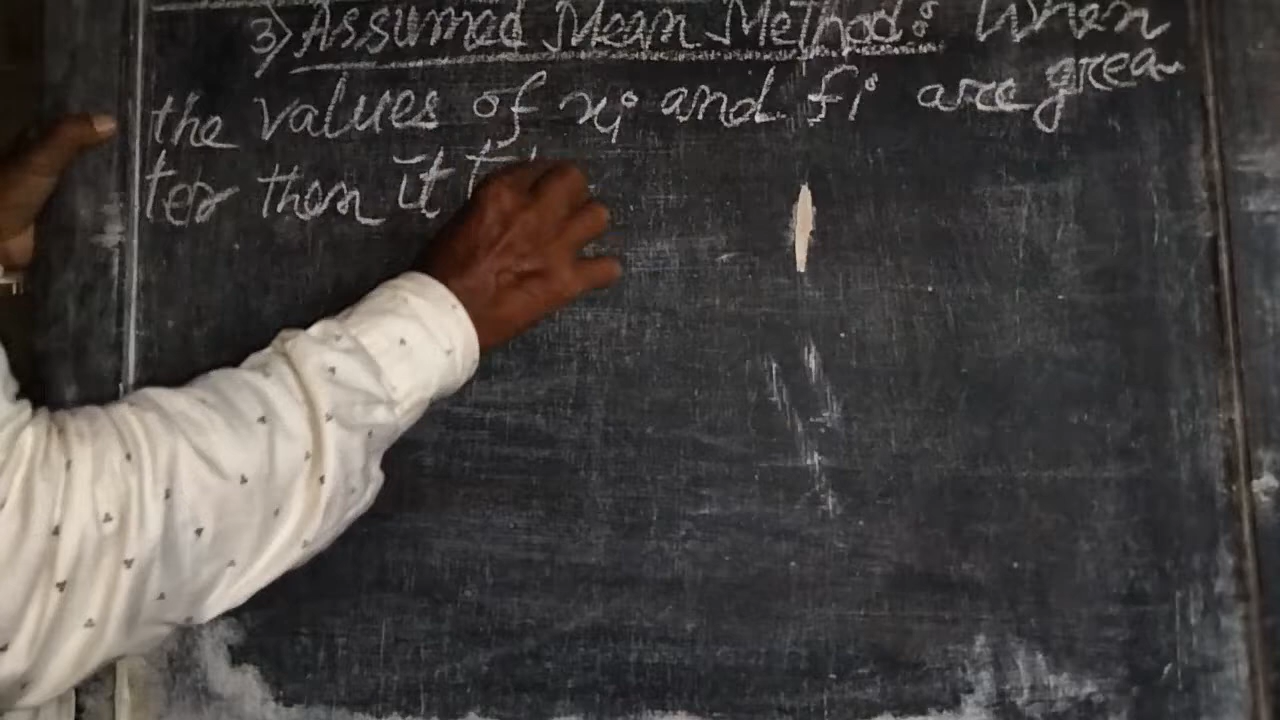 3) Assumed Mean Method: When
the values of xi and fi are grea-
ter then it